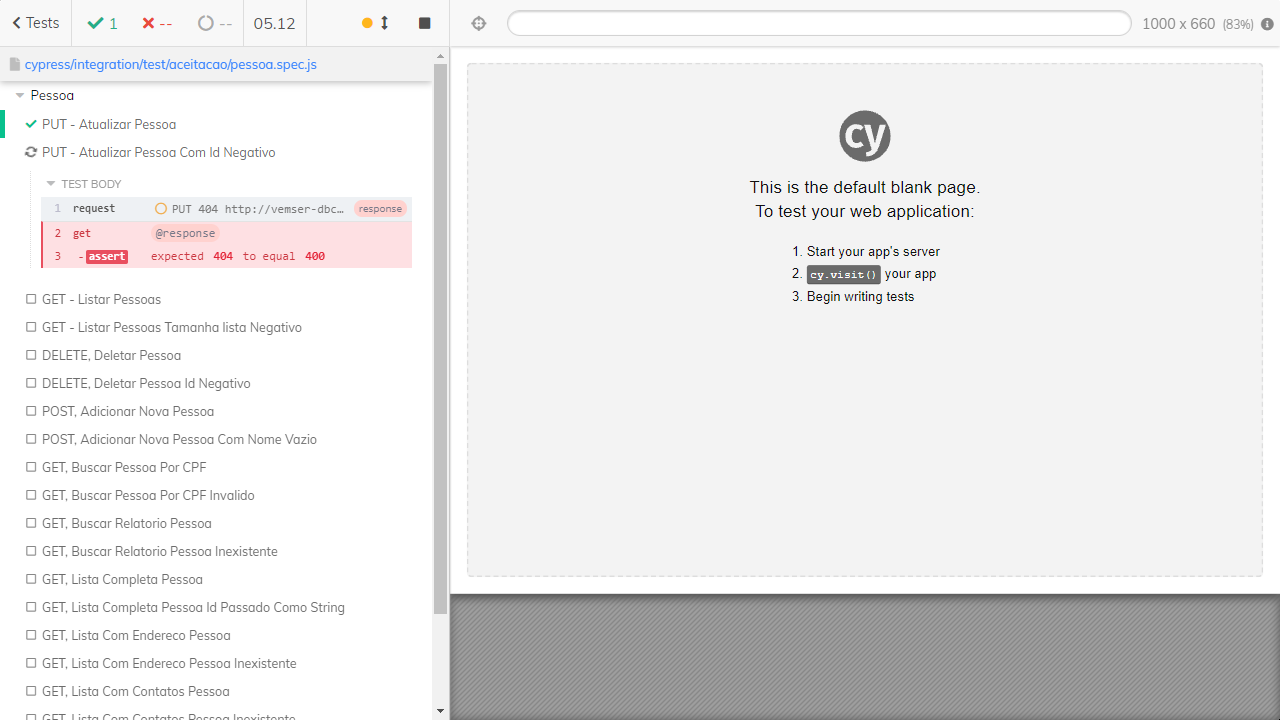 Tests
1
--
--
05.12
1000 x 660 (83%)
cypress/integration/test/aceitacao/pessoa.spec.js
Pessoa
PUT - Atualizar Pessoa
PUT - Atualizar Pessoa Com Id Negativo
TEST BODY
1 request PUT 404 http://vemser-dbc… response
2 get @response
3 -assert expected 404 to equal 400
GET - Listar Pessoas
GET - Listar Pessoas Tamanha lista Negativo
DELETE, Deletar Pessoa
DELETE, Deletar Pessoa Id Negativo
POST, Adicionar Nova Pessoa
POST, Adicionar Nova Pessoa Com Nome Vazio
GET, Buscar Pessoa Por CPF
GET, Buscar Pessoa Por CPF Invalido
GET, Buscar Relatorio Pessoa
GET, Buscar Relatorio Pessoa Inexistente
GET, Lista Completa Pessoa
GET, Lista Completa Pessoa Id Passado Como String
GET, Lista Com Endereco Pessoa
GET, Lista Com Endereco Pessoa Inexistente
GET, Lista Com Contatos Pessoa
GET, Lista Com Contatos Pessoa Inexistente
cy
This is the default blank page.
To test your web application:
1. Start your app's server
2. cy.visit() your app
3. Begin writing tests